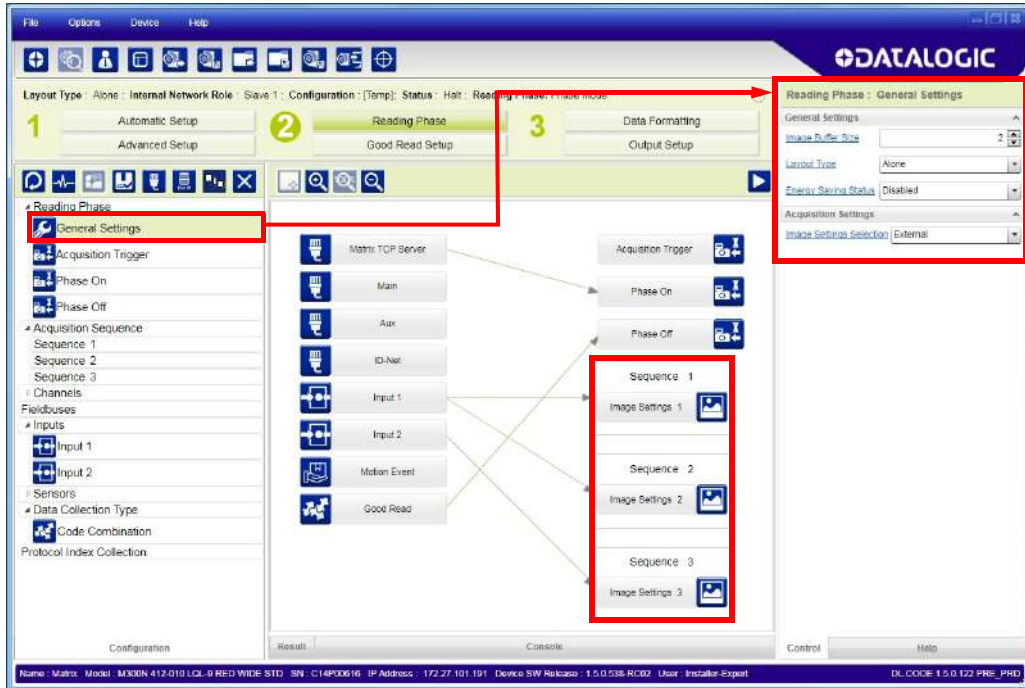 File Options Device Help
DATALOGIC
Layout Type : Alone : Internal Network Role : Slave 1 : Configuration : [Temp]; Status : Halt : Reading Phase: Phase Mode
1 Automatic Setup
Advanced Setup
2 Reading Phase
Good Read Setup
3 Data Formatting
Output Setup
Reading Phase
General Settings
Acquisition Trigger
Phase On
Phase Off
Acquisition Sequence
Sequence 1
Sequence 2
Sequence 3
Channels
Fieldbuses
Inputs
Input 1
Input 2
Sensors
Data Collection Type
Code Combination
Protocol Index Collection
Configuration
Matrix TCP Server
Main
Aux
ID-Net
Input 1
Input 2
Motion Event
Good Read
Acquisition Trigger
Phase On
Phase Off
Sequence 1
Image Settings 1
Sequence 2
Image Settings 2
Sequence 3
Image Settings 3
Result Console
Reading Phase : General Settings
General Settings
Image Buffer Size 2
Layout Type Alone
Energy Saving Status Disabled
Acquisition Settings
Image Settings Selection External
Control Help
Name : Matrix Model : M300N 412-010 LQL-9 RED WIDE STD SN : C14P00616 IP Address : 172.27.101.191 Device SW Release : 1.5.0.538-RC02 User : Installer-Expert DL.CODE 1.5.0.122 PRE_PRD